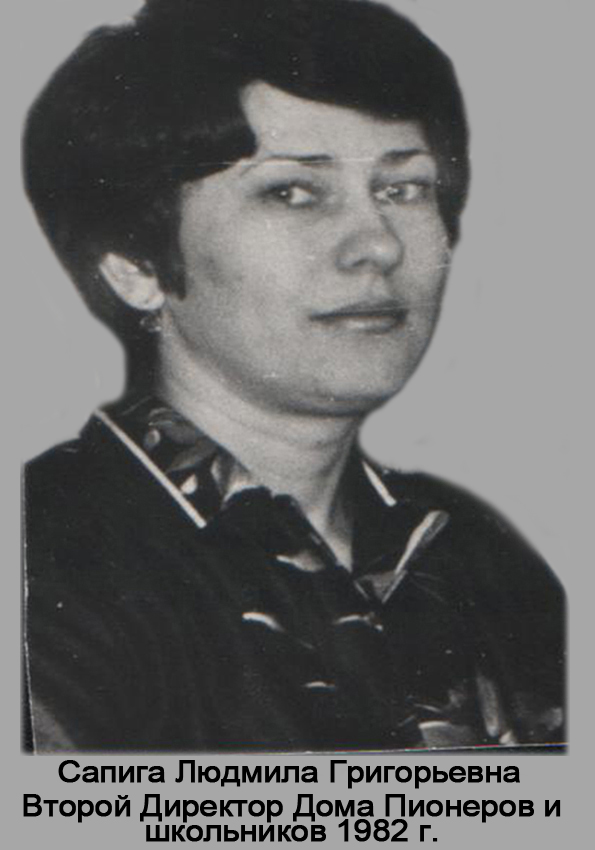 Сапига Людмила Григорьевна
Второй Директор Дома Пионеров и
школьников 1982 г.